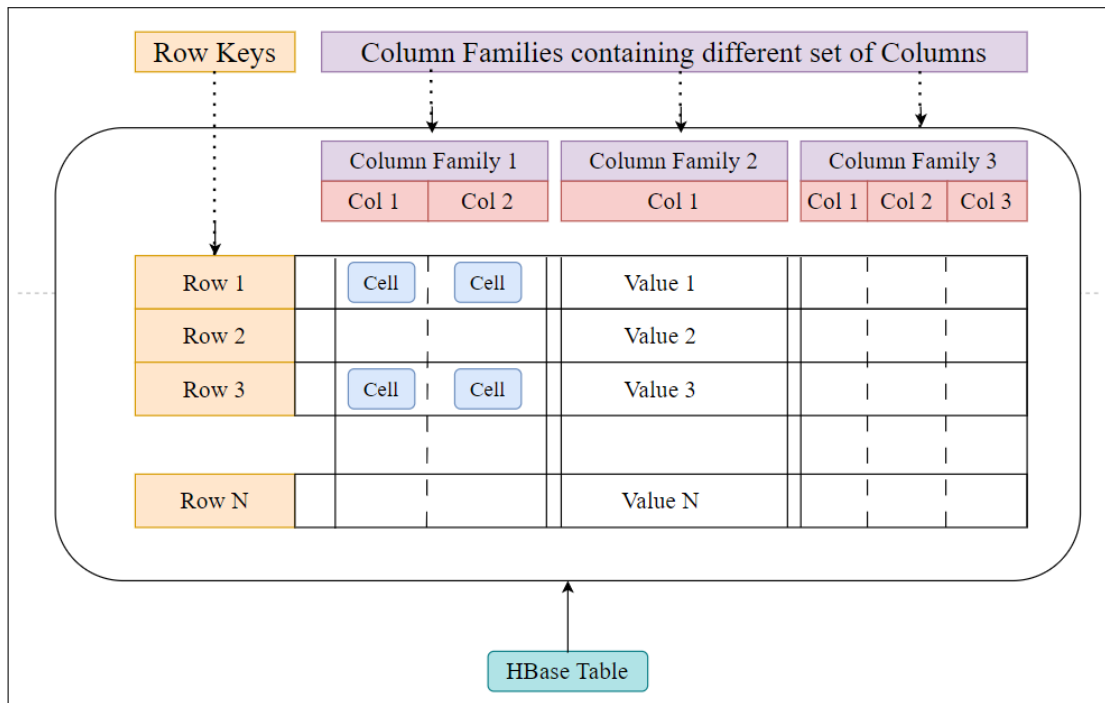 Row Keys
Column Families containing different set of Columns
Column Family 1
Column Family 2
Column Family 3
Col 1
Col 2
Col 1
Col 1
Col 2
Col 3
Row 1
Cell
Cell
Value 1
Row 2
Value 2
Row 3
Cell
Cell
Value 3
Row N
Value N
HBase Table